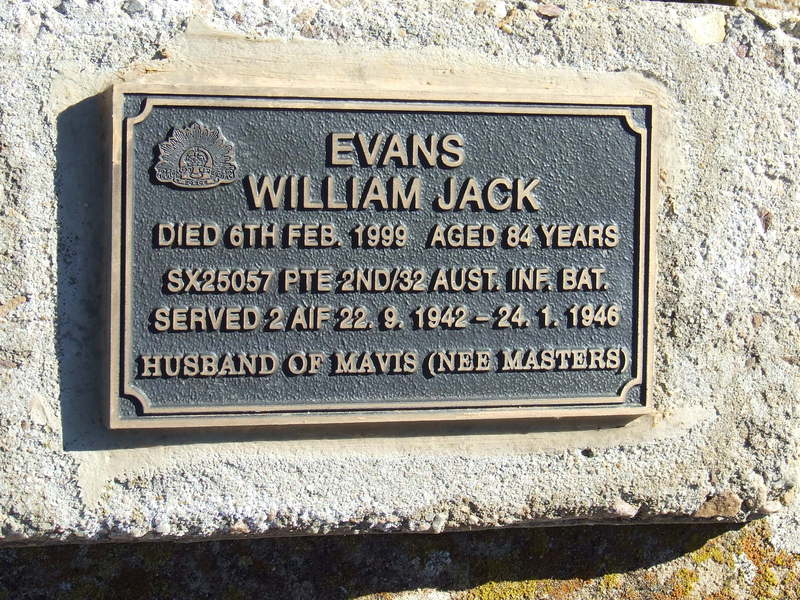 EVANS
WILLIAM JACK
DIED 6TH FEB. 1999 AGED 84 YEARS
SX25057 PTE 2ND/32 AUST. INF. BAT.
SERVED 2 AIF 22. 9. 1942 – 24. 1. 1946
HUSBAND OF MAVIS (NEE MASTERS)